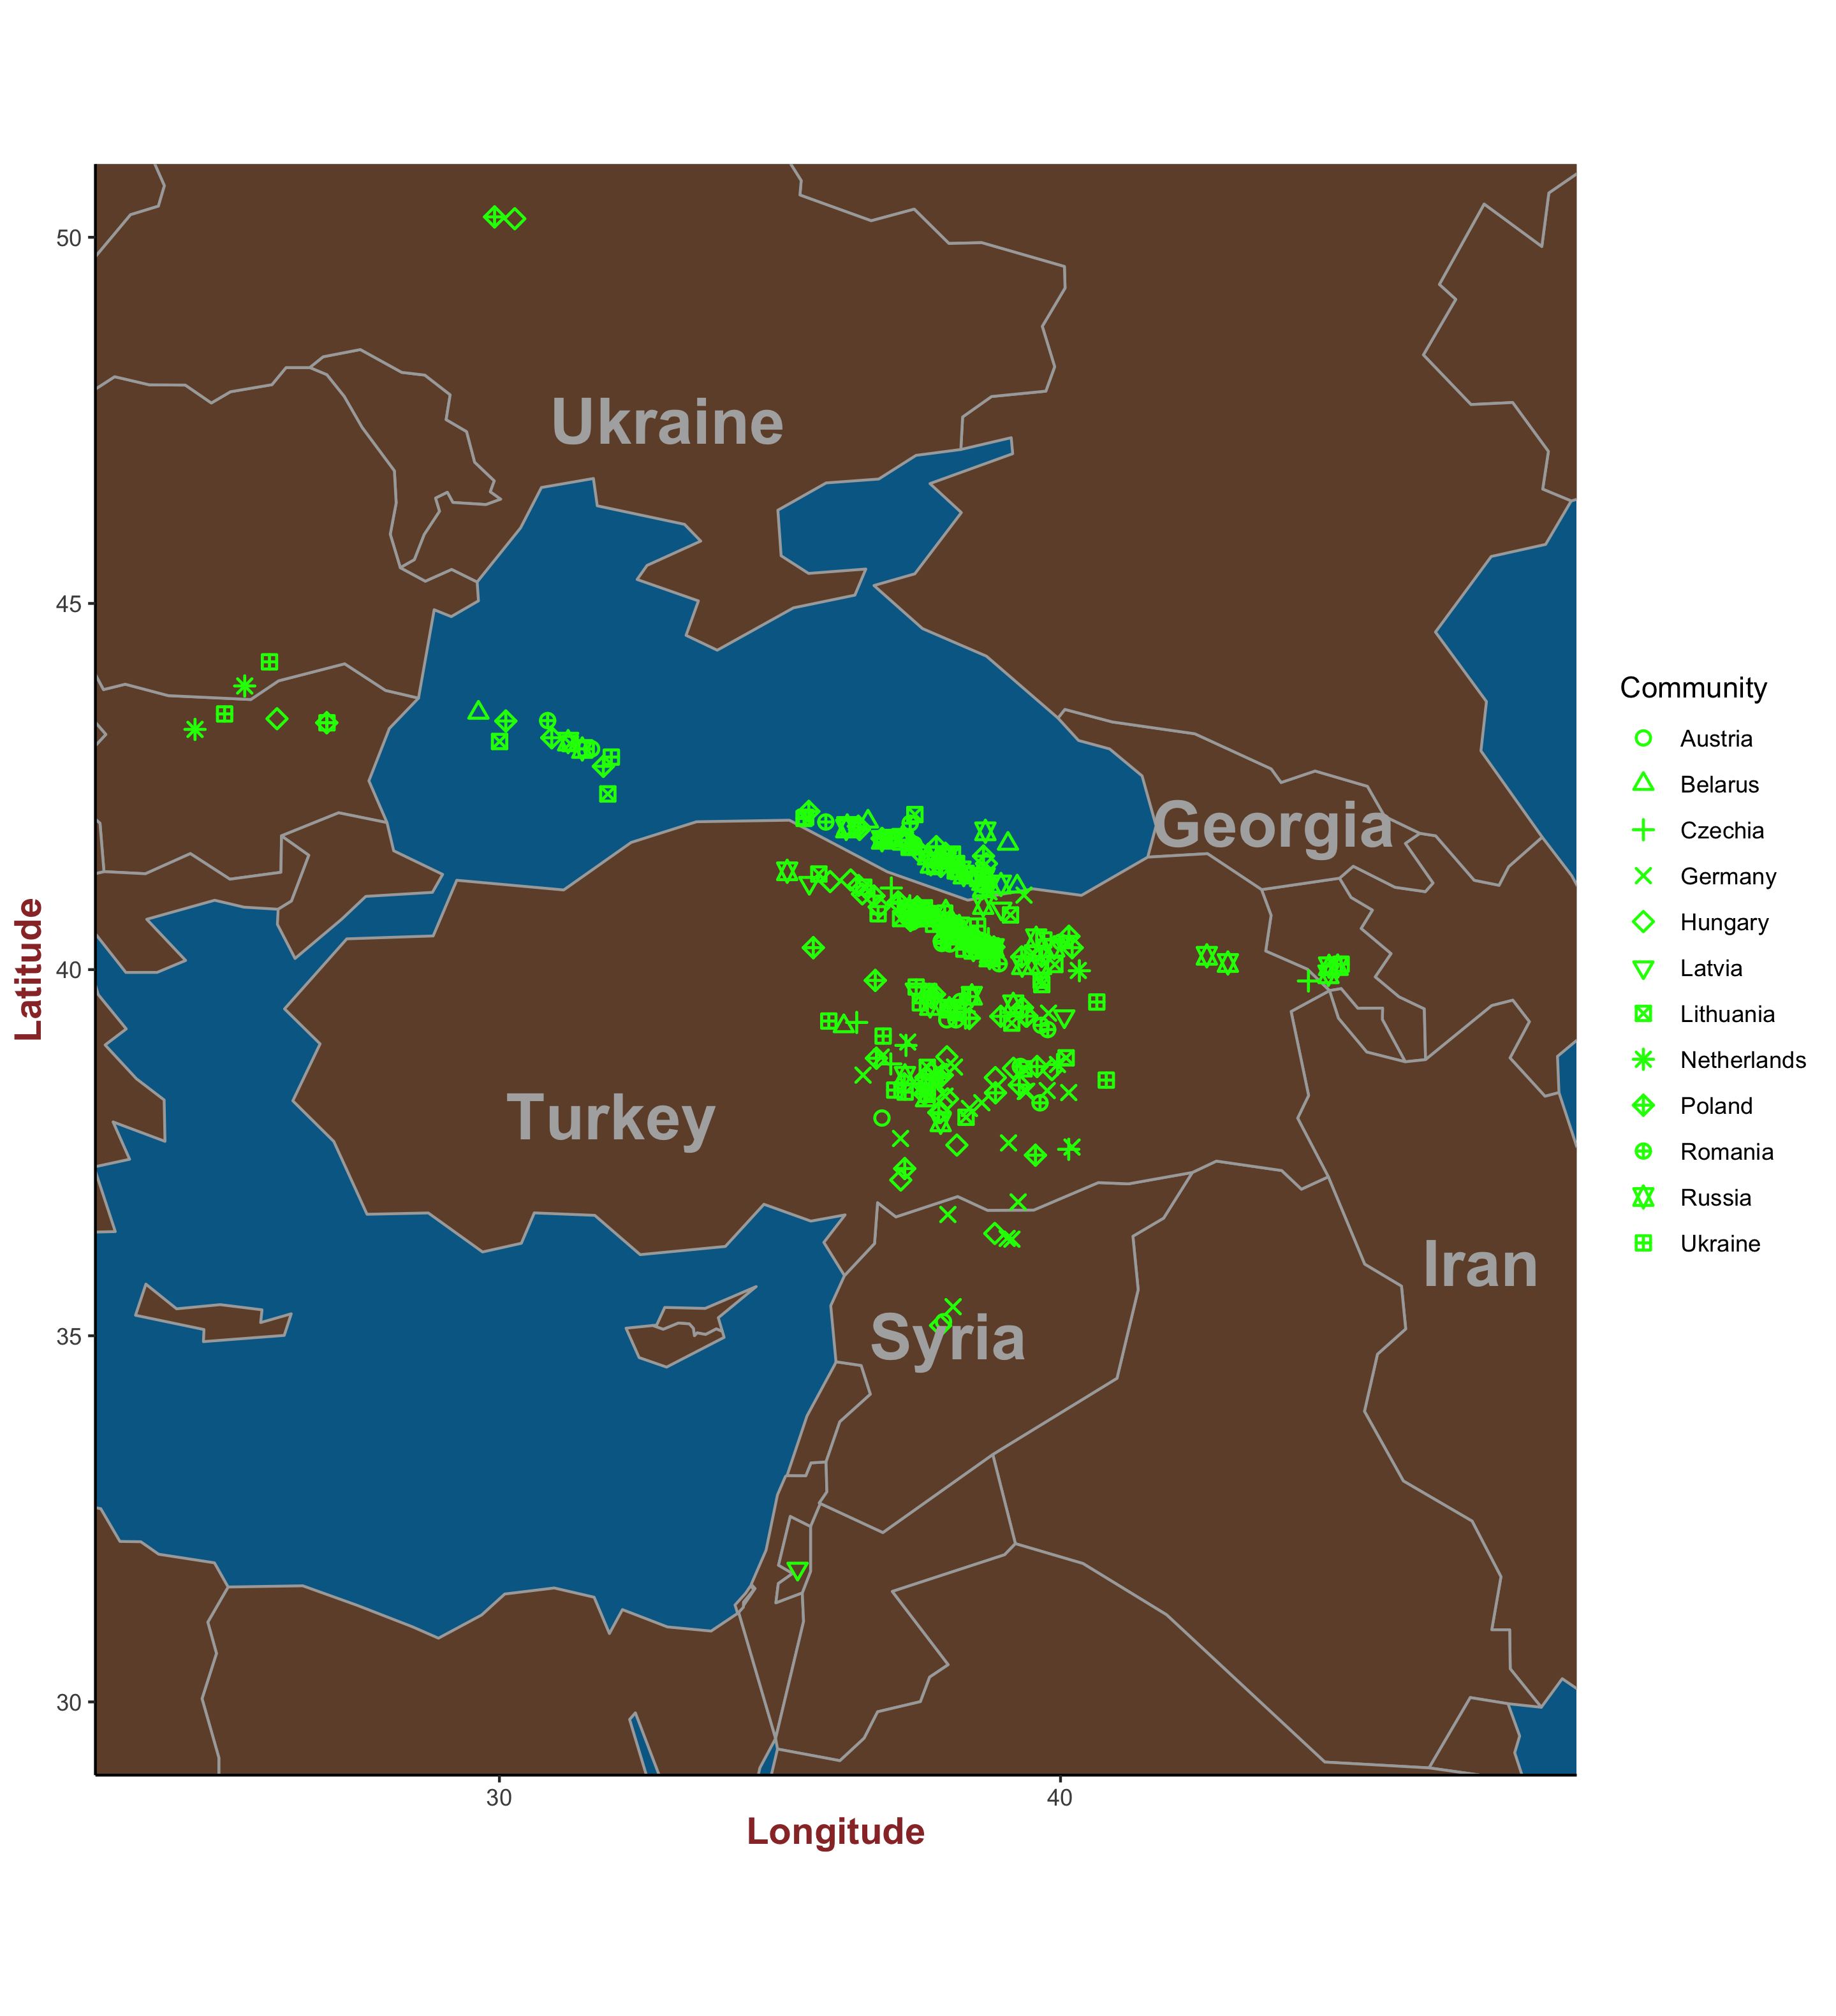 50
45
40
35
30
Latitude
30
40
Longitude
Ukraine
Georgia
Turkey
Iran
Syria
Community
Austria
Belarus
Czechia
Germany
Hungary
Latvia
Lithuania
Netherlands
Poland
Romania
Russia
Ukraine